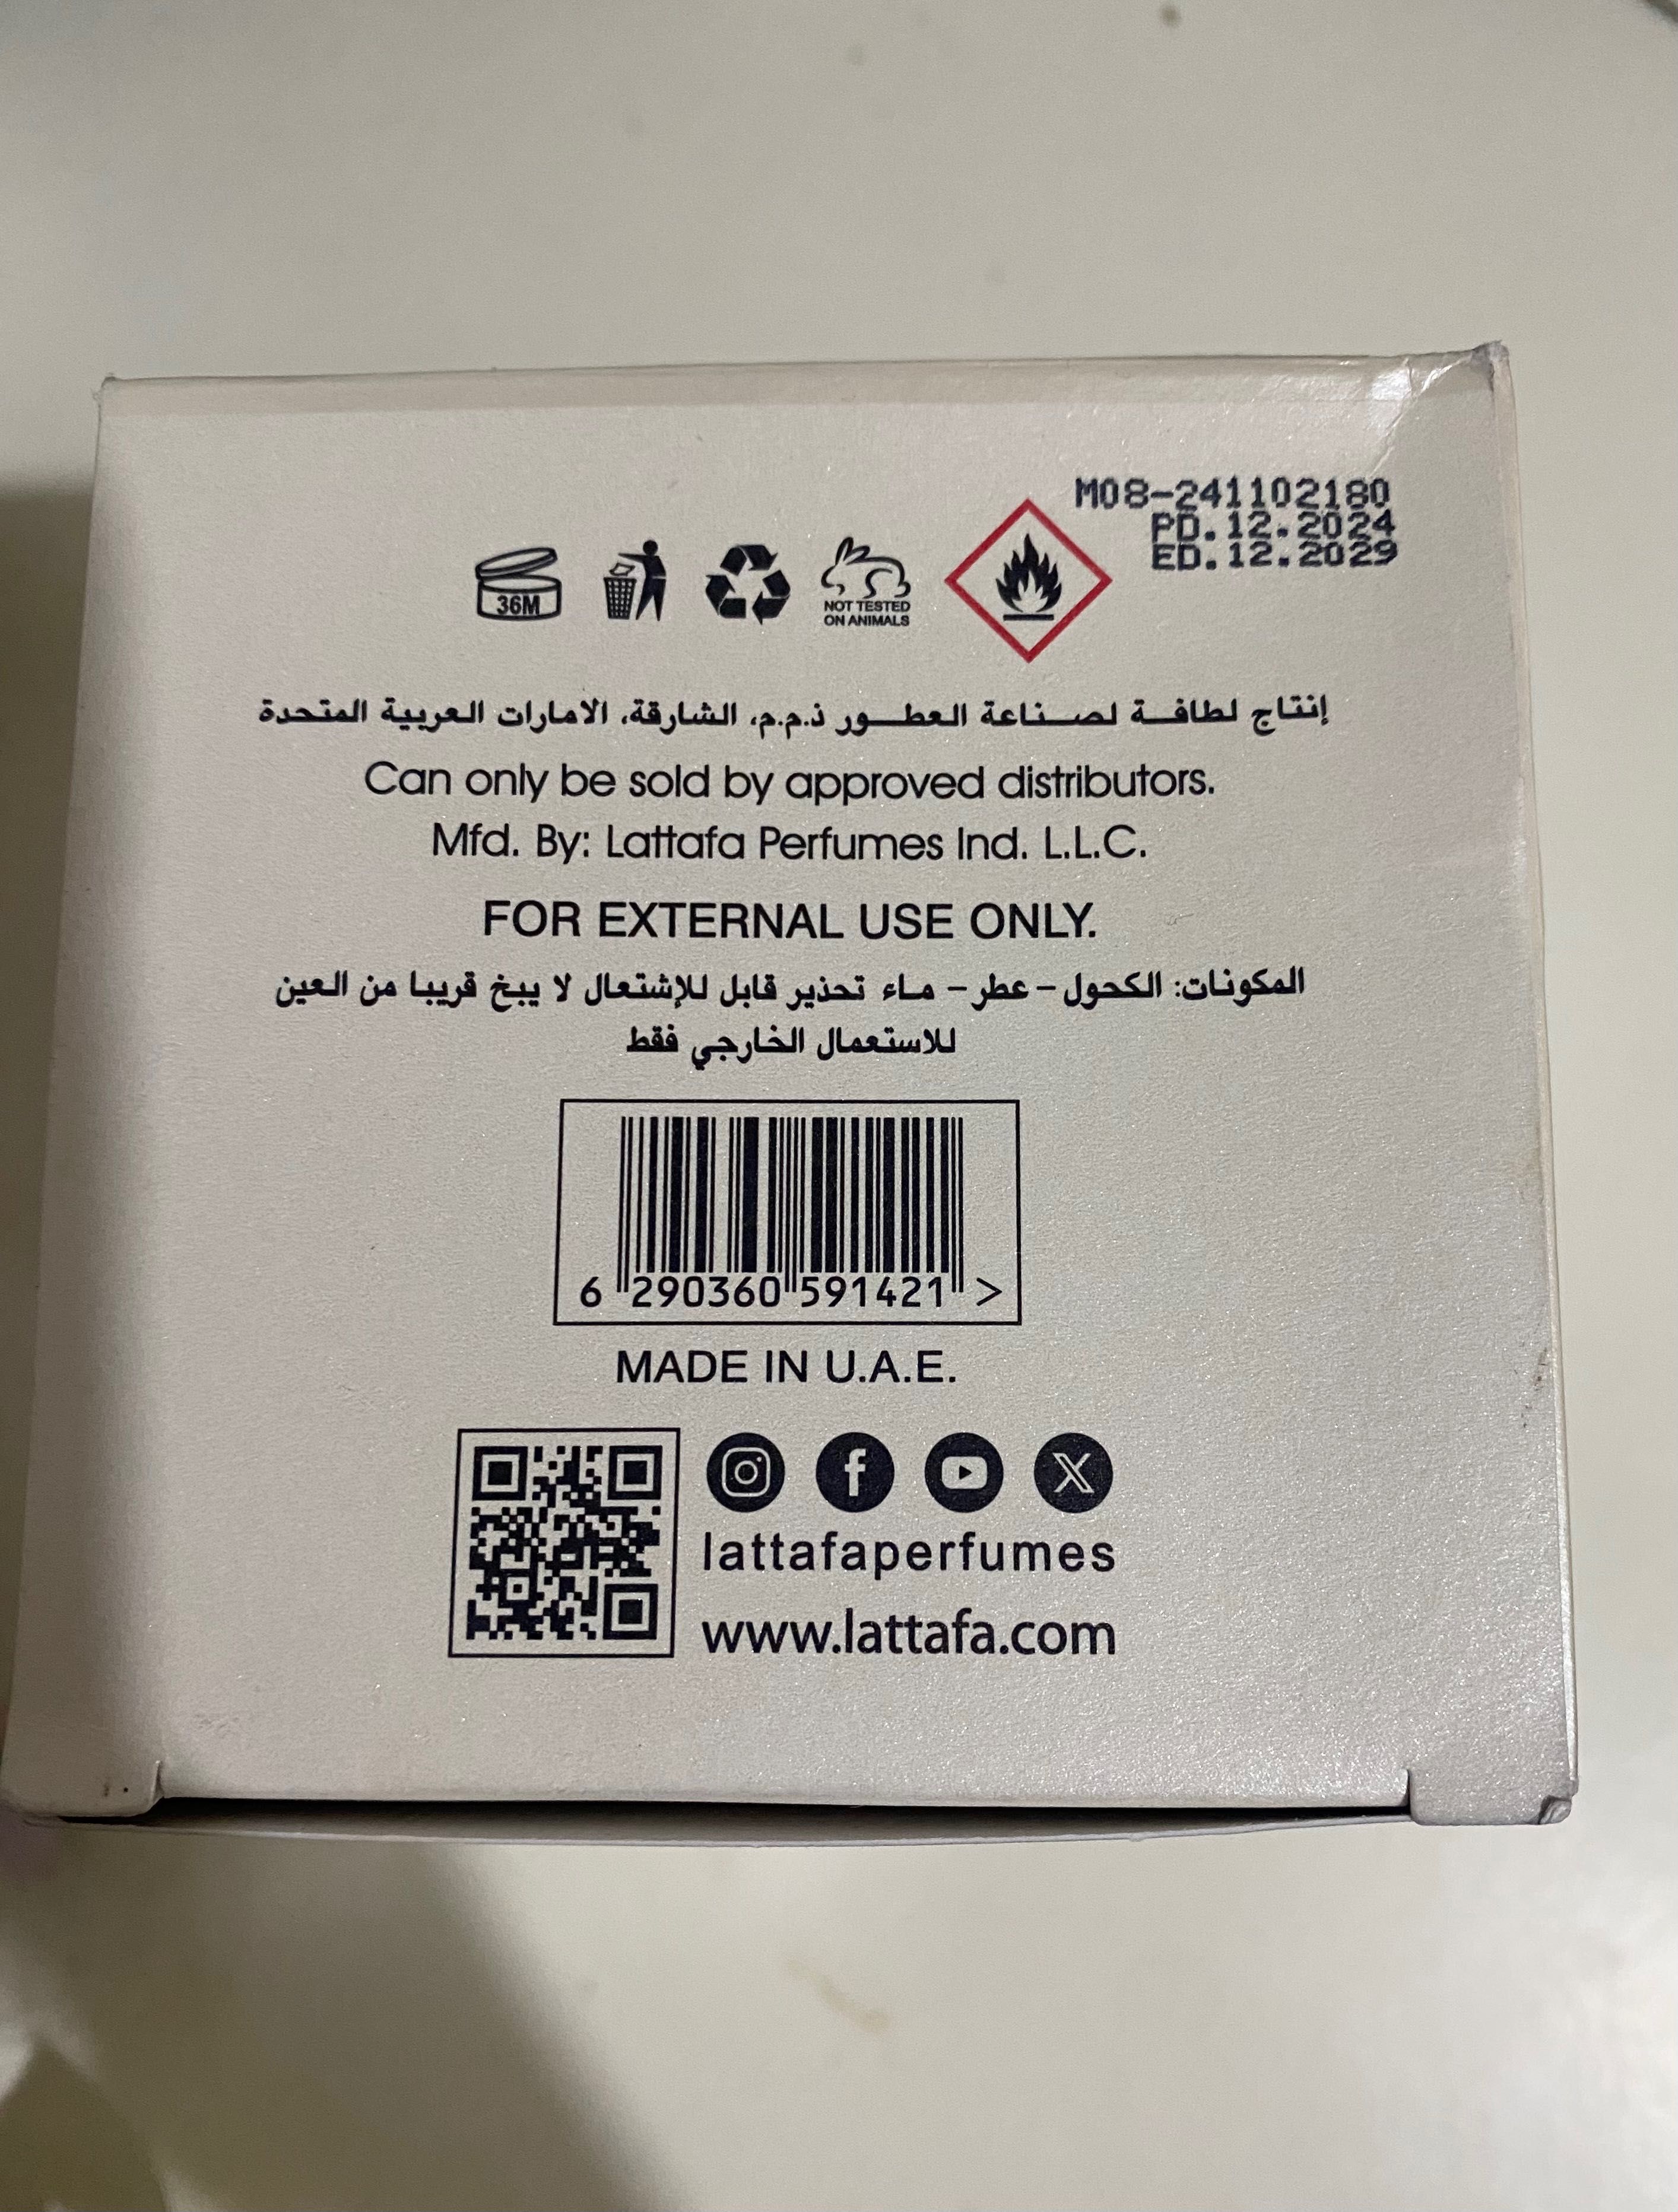 M08-241102180
PD.12.2024
ED.12.2029
36M
NOT TESTED
ON ANIMALS
إنتاج لطافة لصناعة العطور ذ.م.م، الشارقة، الامارات العربية المتحدة
Can only be sold by approved distributors.
Mfd. By: Lattafa Perfumes Ind. L.L.C.
FOR EXTERNAL USE ONLY.
المكونات: الكحول - عطر - ماء تحذير قابل للإشتعال لا يبخ قريبا من العين
للاستعمال الخارجي فقط
6 290360 591421 >
MADE IN U.A.E.
lattafaperfumes
www.lattafa.com